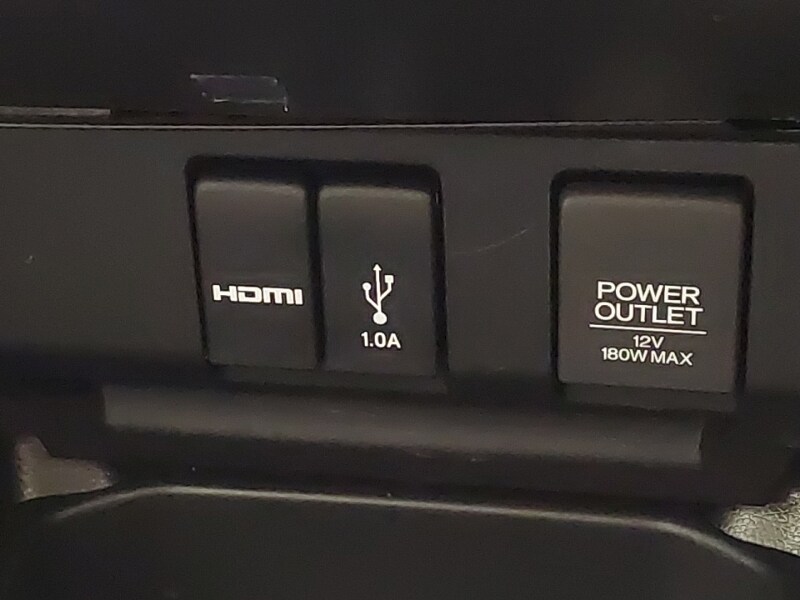 HDMI
1.0A
POWER
OUTLET
12V
180W MAX